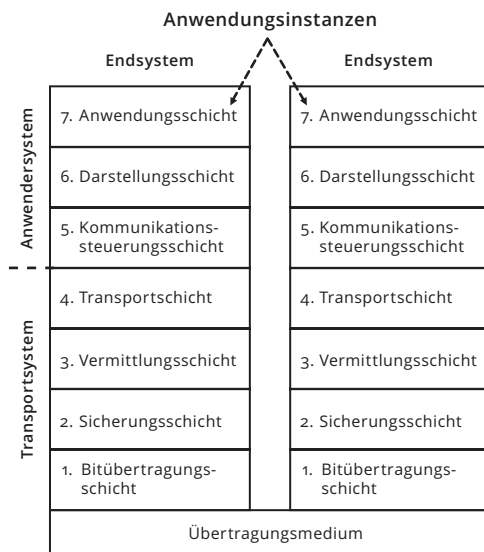 Anwendungsinstanzen
Endsystem
Endsystem
Anwendersystem
Transportsystem
7. Anwendungsschicht
6. Darstellungsschicht
5. Kommunikations-
steuerungsschicht
4. Transportschicht
3. Vermittlungsschicht
2. Sicherungsschicht
1. Bitübertragungs-
schicht
7. Anwendungsschicht
6. Darstellungsschicht
5. Kommunikations-
steuerungsschicht
4. Transportschicht
3. Vermittlungsschicht
2. Sicherungsschicht
1. Bitübertragungs-
schicht
Übertragungsmedium